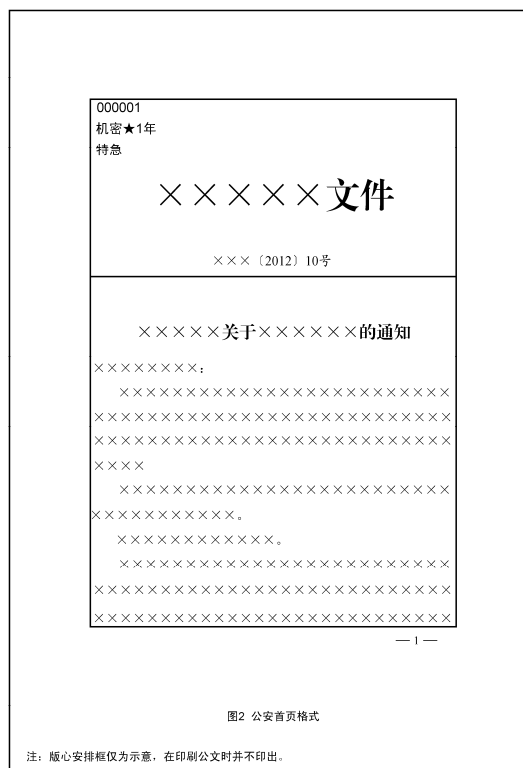 000001
机密★1年
特急
×××××文件
×××〔2012〕10号
×××××关于××××××的通知
××××××××：
×××××××××××××××××××××××××
×××××××××××××××××××××××××××
×××××××××××××××××××××××××××
××××
×××××××××××××××××××××××××
×××××××××××。
××××××××××××。
×××××××××××××××××××××××××
×××××××××××××××××××××××××××
×××××××××××××××××××××××××××
— 1 —
图2 公安首页格式
注：版心安排框仅为示意，在印刷公文时并不印出。